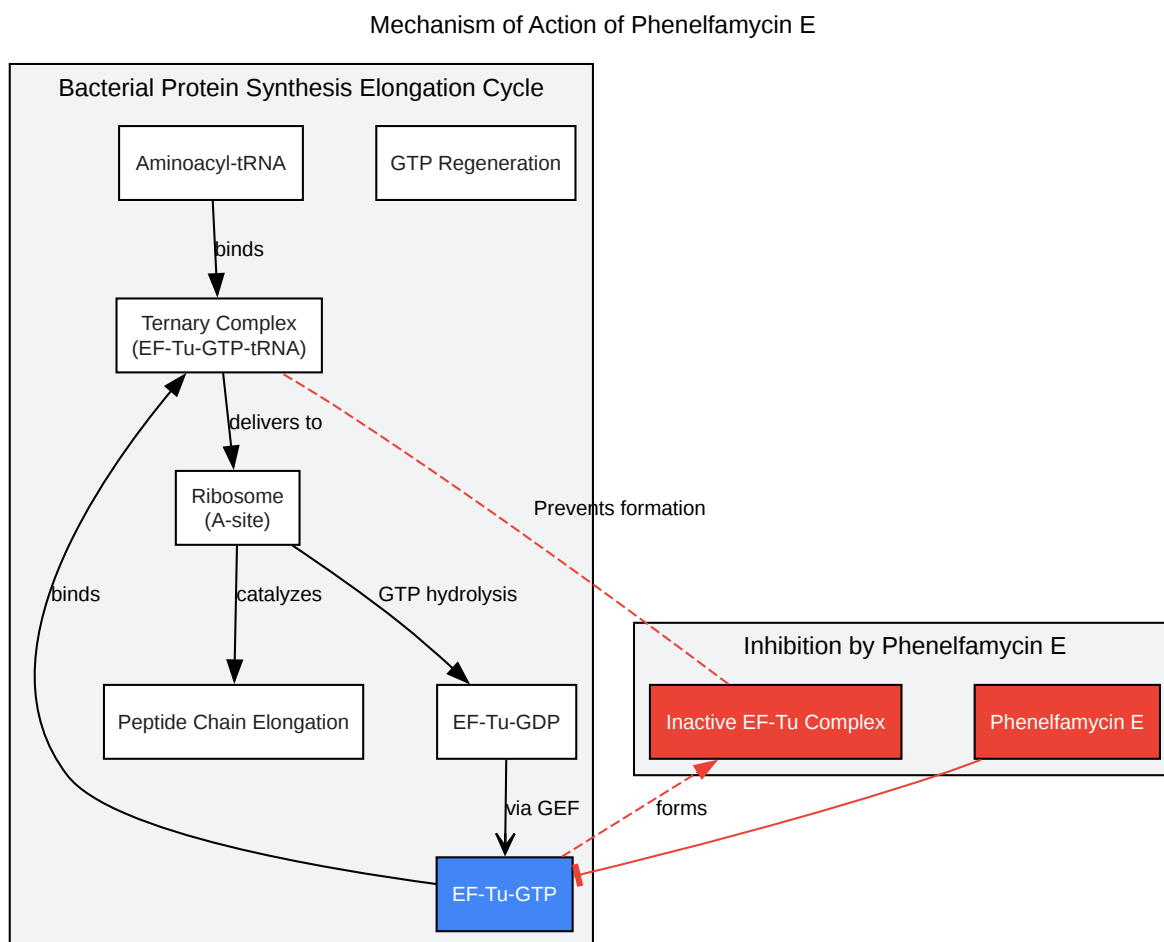 Mechanism of Action of Phenelfamycin E
Bacterial Protein Synthesis Elongation Cycle
Aminoacyl-tRNA
GTP Regeneration
binds
Ternary Complex
(EF-Tu-GTP-tRNA)
delivers to
Ribosome
(A-site)
Prevents formation
binds
catalyzes
GTP hydrolysis
Inhibition by Phenelfamycin E
Peptide Chain Elongation
EF-Tu-GDP
Inactive EF-Tu Complex
Phenelfamycin E
via GEF
forms
EF-Tu-GTP